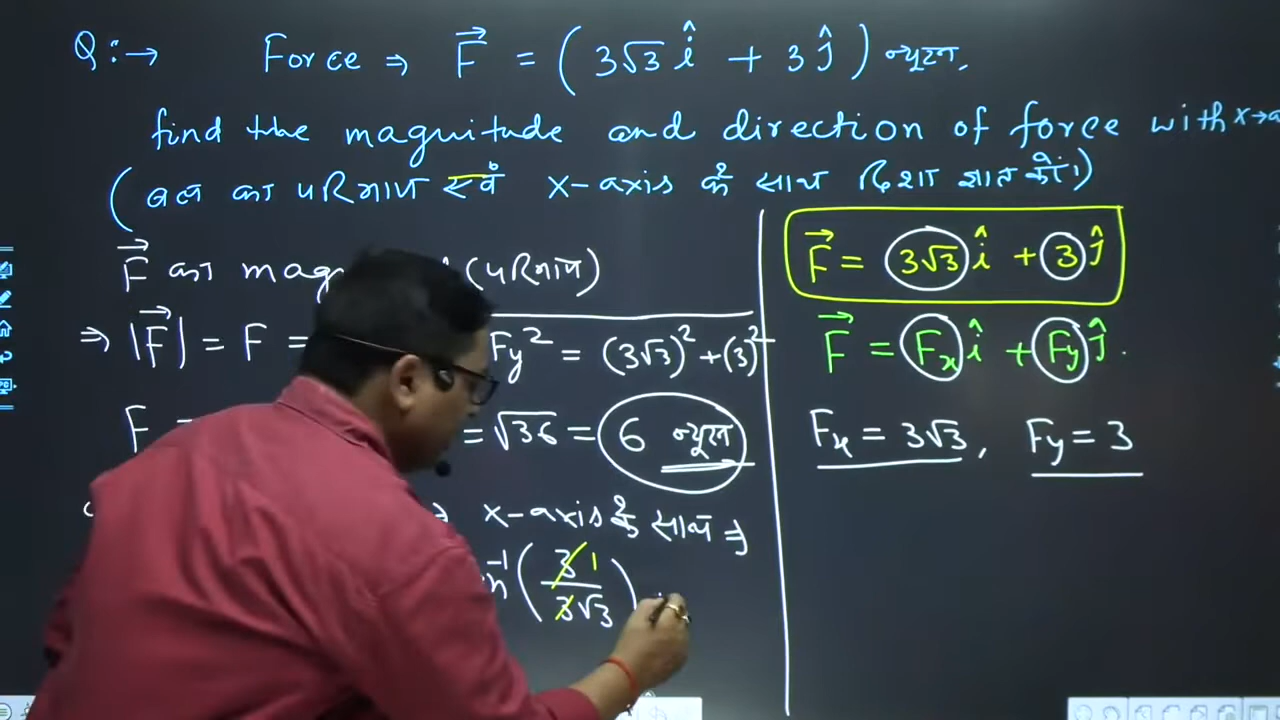 Q:→ Force ⇒ F⃗ = (3√3 î + 3 ĵ) न्यूटन.
find the magnitude and direction of force with x→a
(बल का परिमाण एवं x-axis के साथ दिशा ज्ञात करें।)
F⃗ का mag (परिमाण)
⇒ |F⃗| = F = Fy² = (3√3)² + (3)²
F = = √36 = 6 न्यूटन
x-axis के साथ ⇒
n⁻¹ (3 1 / 3√3)
F⃗ = 3√3 î + 3 ĵ
F⃗ = Fx î + Fy ĵ.
Fx = 3√3, Fy = 3